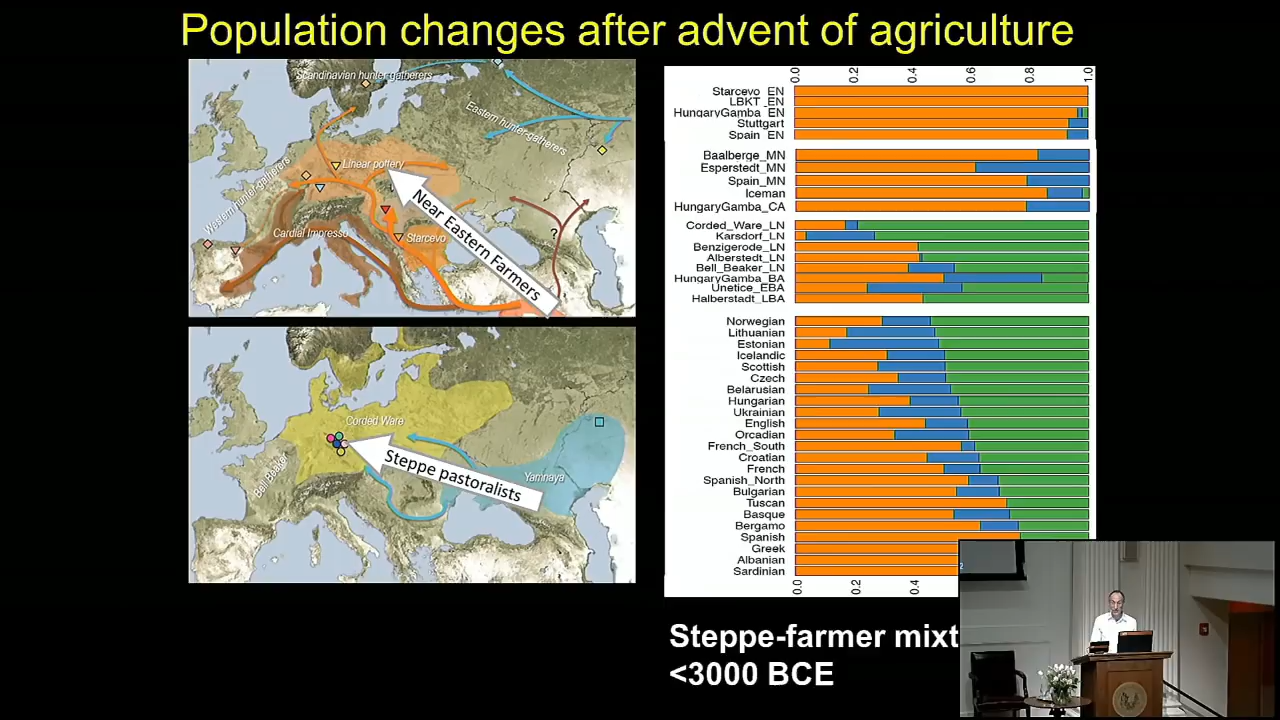 Population changes after advent of agriculture
Scandinavian hunter-gatherers
Eastern hunter-gatherers
Western hunter-gatherers
Linear pottery
Near Eastern Farmers
Cardial Impresso
Starcevo
?
Corded Ware
Steppe pastoralists
Bell Beaker
Yamnaya
0.0 0.2 0.4 0.6 0.8 1.0
Starcevo_EN
LBKT_EN
HungaryGamba_EN
Stuttgart
Spain_EN
Baalberge_MN
Esperstedt_MN
Spain_MN
Iceman
HungaryGamba_CA
Corded_Ware_LN
Karsdorf_LN
Benzigerode_LN
Alberstedt_LN
Bell_Beaker_LN
HungaryGamba_BA
Unetice_EBA
Halberstadt_LBA
Norwegian
Lithuanian
Estonian
Icelandic
Scottish
Czech
Belarusian
Hungarian
Ukrainian
English
Orcadian
French_South
Croatian
French
Spanish_North
Bulgarian
Tuscan
Basque
Bergamo
Spanish
Greek
Albanian
Sardinian
0.0 0.2 0.4
Steppe-farmer mixt
<3000 BCE